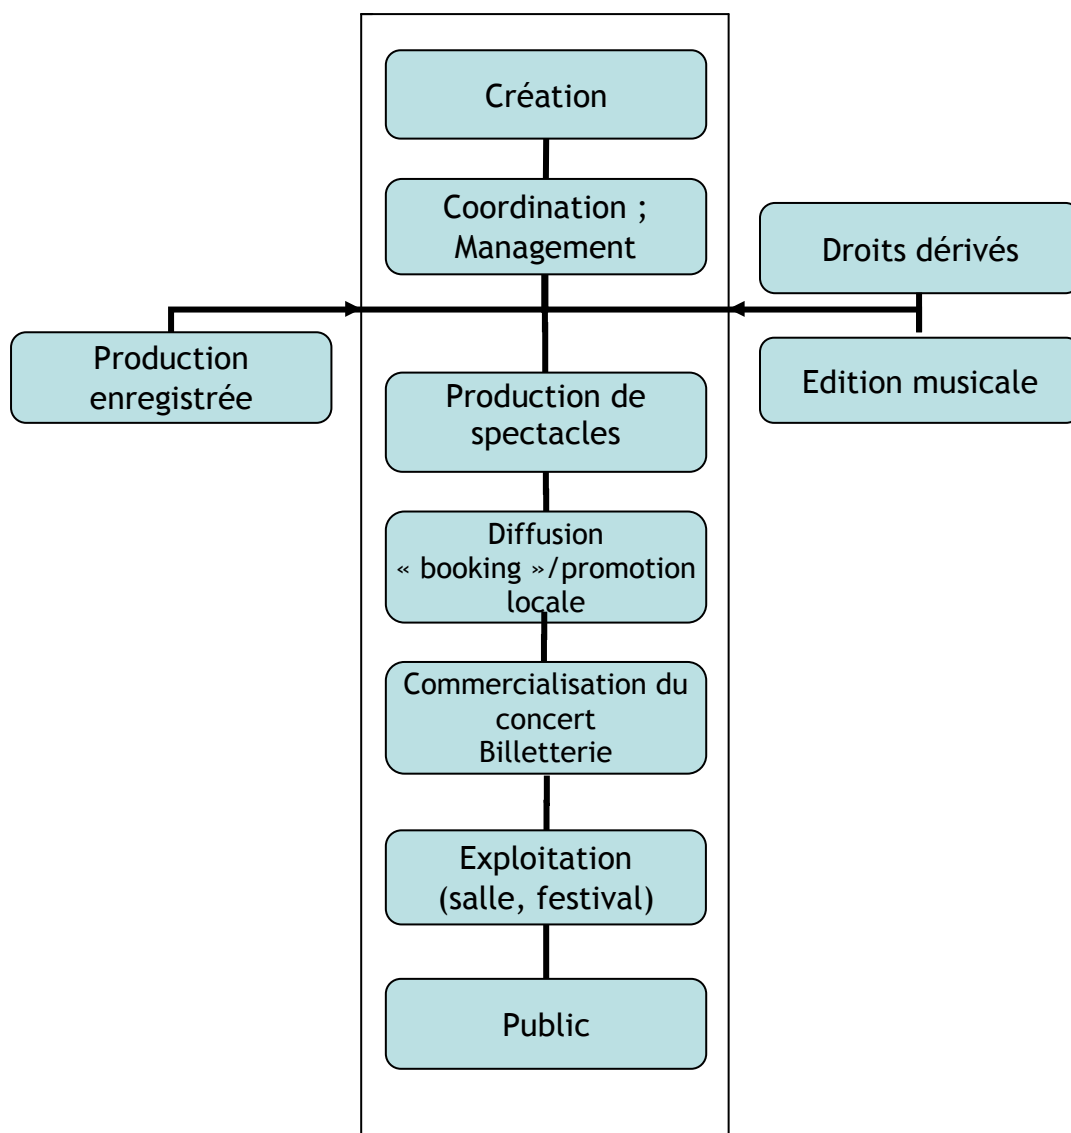 Création
Coordination ;
Management
Droits dérivés
Production
enregistrée
Edition musicale
Production de
spectacles
Diffusion
« booking »/promotion
locale
Commercialisation du
concert
Billetterie
Exploitation
(salle, festival)
Public